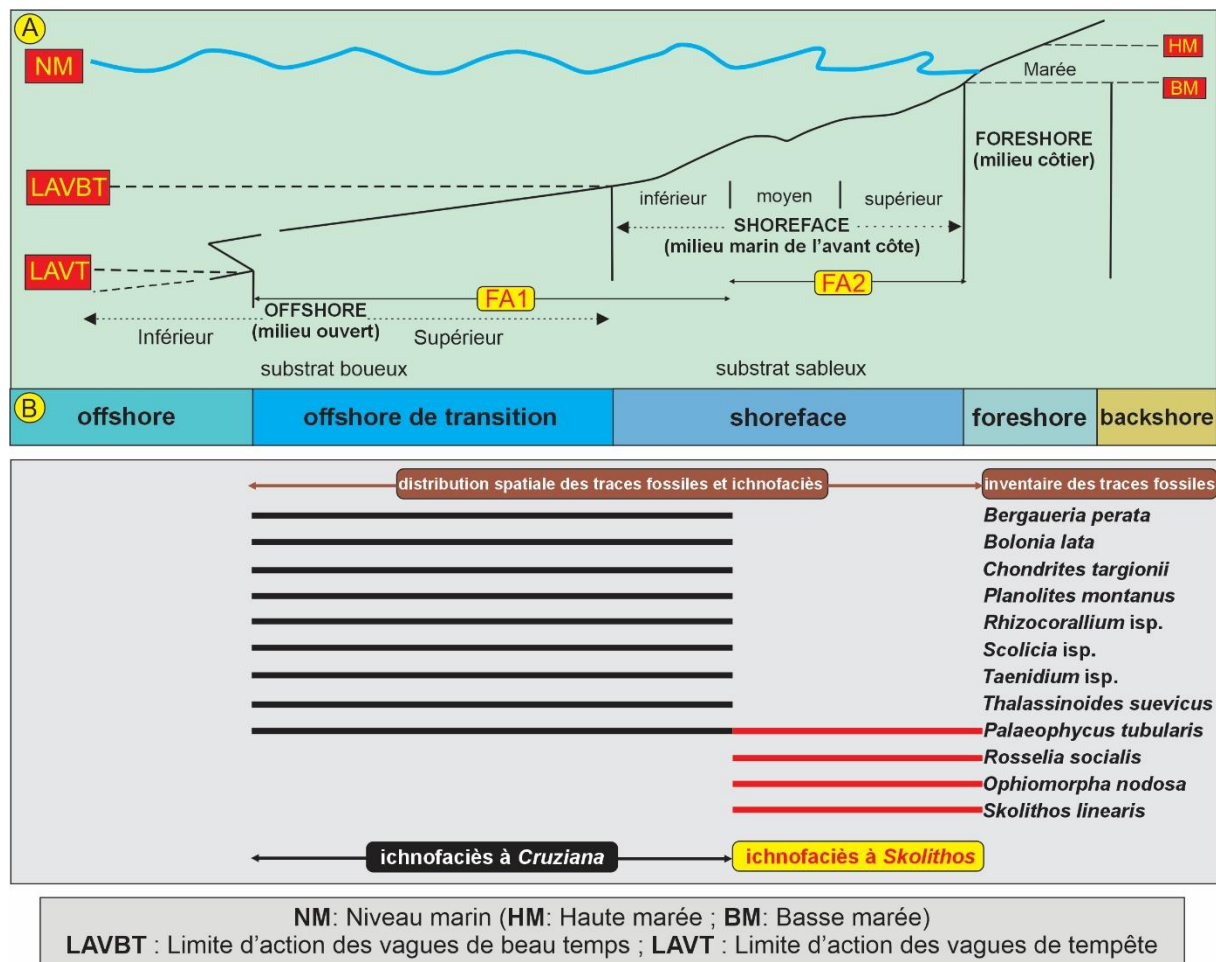 A
NM
HM
Marée
BM
FORESHORE
(milieu côtier)
LAVBT
inférieur
moyen
supérieur
SHOREFACE
(milieu marin de l'avant côte)
LAVT
FA1
FA2
OFFSHORE
(milieu ouvert)
Inférieur
Supérieur
substrat boueux
substrat sableux
B
offshore
offshore de transition
shoreface
foreshore
backshore
distribution spatiale des traces fossiles et ichnofaciès
inventaire des traces fossiles
Bergaueria perata
Bolonia lata
Chondrites targionii
Planolites montanus
Rhizocorallium isp.
Scolicia isp.
Taenidium isp.
Thalassinoides suevicus
Palaeophycus tubularis
Rosselia socialis
Ophiomorpha nodosa
Skolithos linearis
ichnofaciès à Cruziana
ichnofaciès à Skolithos
NM: Niveau marin (HM: Haute marée ; BM: Basse marée)
LAVBT : Limite d'action des vagues de beau temps ; LAVT : Limite d'action des vagues de tempête